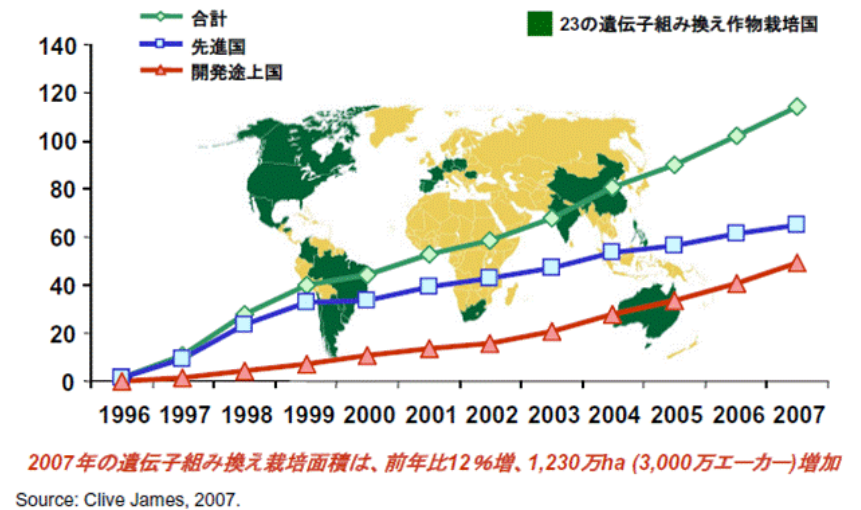 合計
先進国
開発途上国
23の遺伝子組み換え作物栽培国
140
120
100
80
60
40
20
0
1996 1997 1998 1999 2000 2001 2002 2003 2004 2005 2006 2007
2007年の遺伝子組み換え栽培面積は、前年比12%増、1,230万ha (3,000万エーカー)増加
Source: Clive James, 2007.